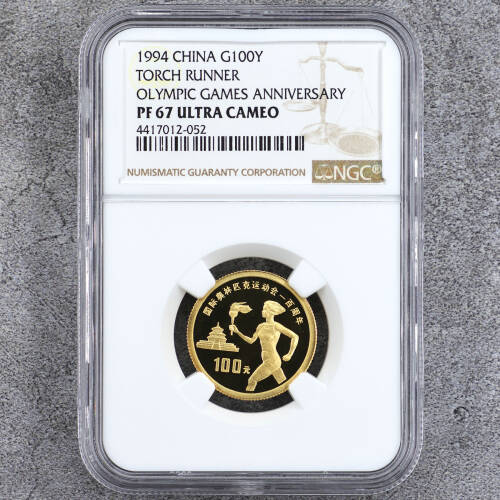 1994 CHINA G100Y
TORCH RUNNER
OLYMPIC GAMES ANNIVERSARY
PF 67 ULTRA CAMEO
4417012-052
NUMISMATIC GUARANTY CORPORATION NGC®
国际奥林匹克运动会一百周年
100元